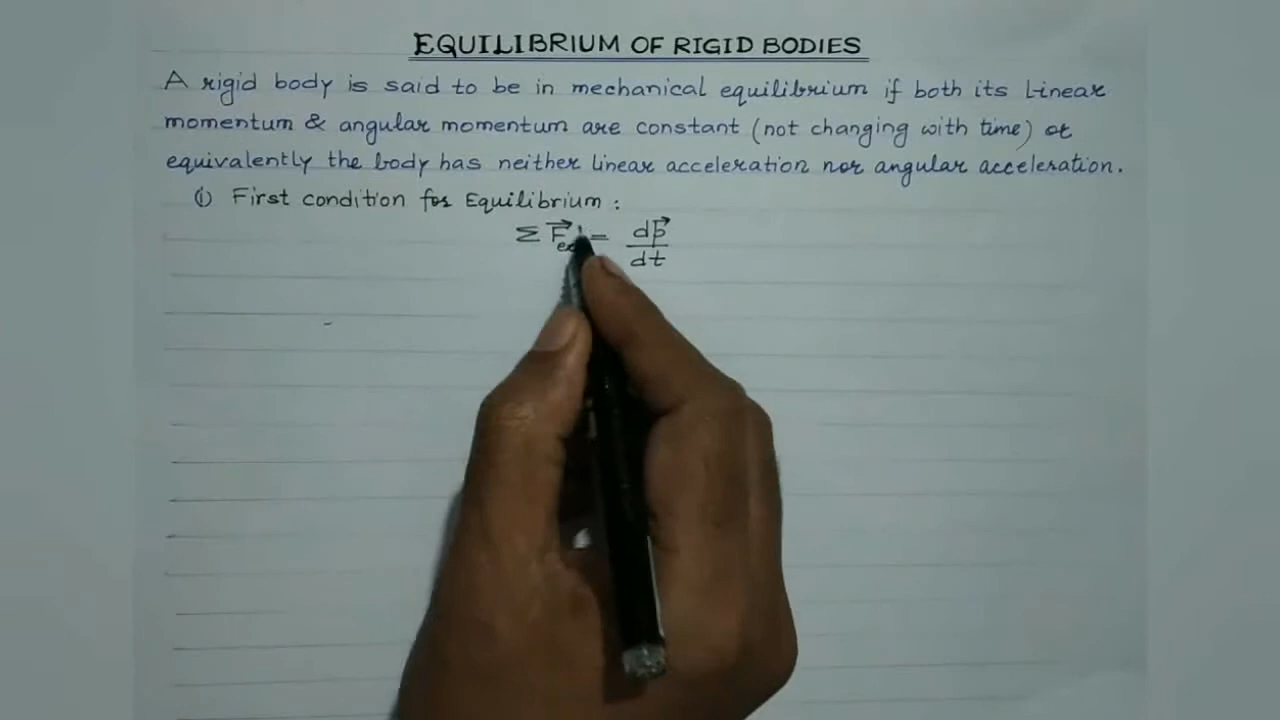 EQUILIBRIUM OF RIGID BODIES
A rigid body is said to be in mechanical equilibrium if both its linear
momentum & angular momentum are constant (not changing with time) or
equivalently the body has neither linear acceleration nor angular acceleration.
(i) First condition for Equilibrium :
Σ F⃗ = dp⃗/dt